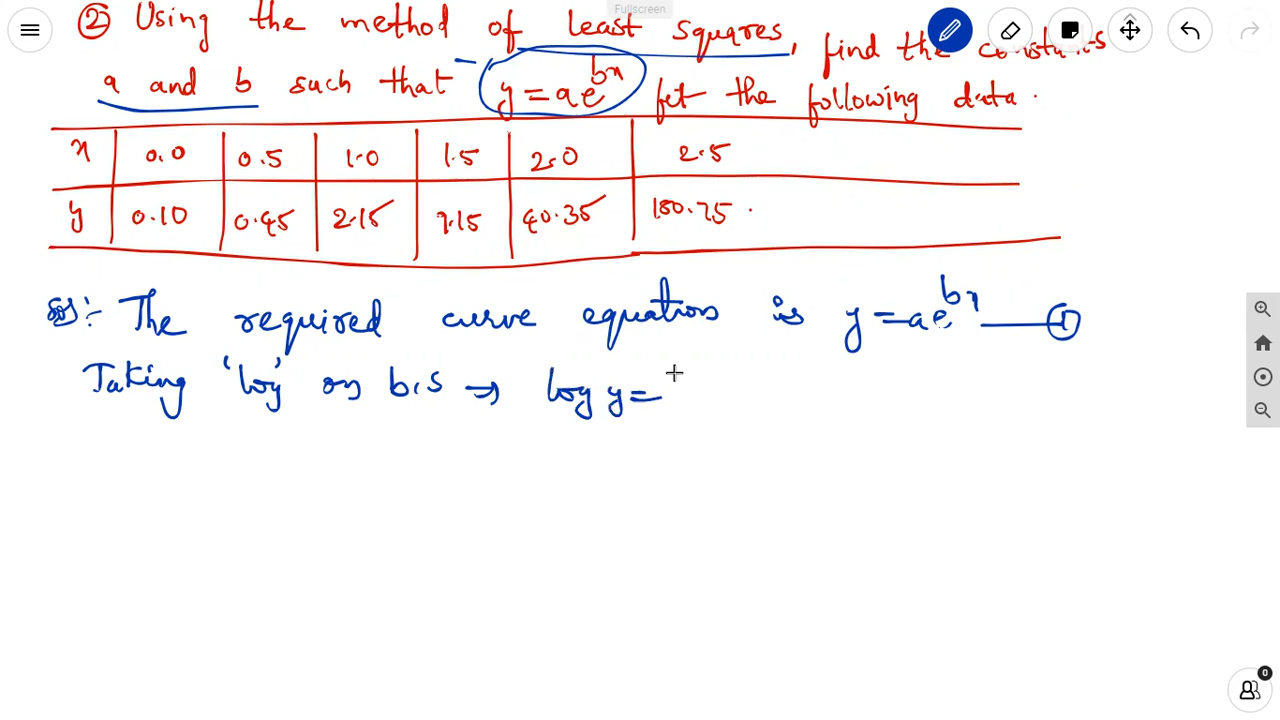 Fullscreen
② Using the method of least squares, find the constants
a and b such that y = ae^bx fit the following data.
x 0.0 0.5 1.0 1.5 2.0 2.5
y 0.10 0.45 2.15 9.15 40.35 180.75
Sol:- The required curve equation is y = ae^bx — ①
Taking 'log' on b.s → log y =
0